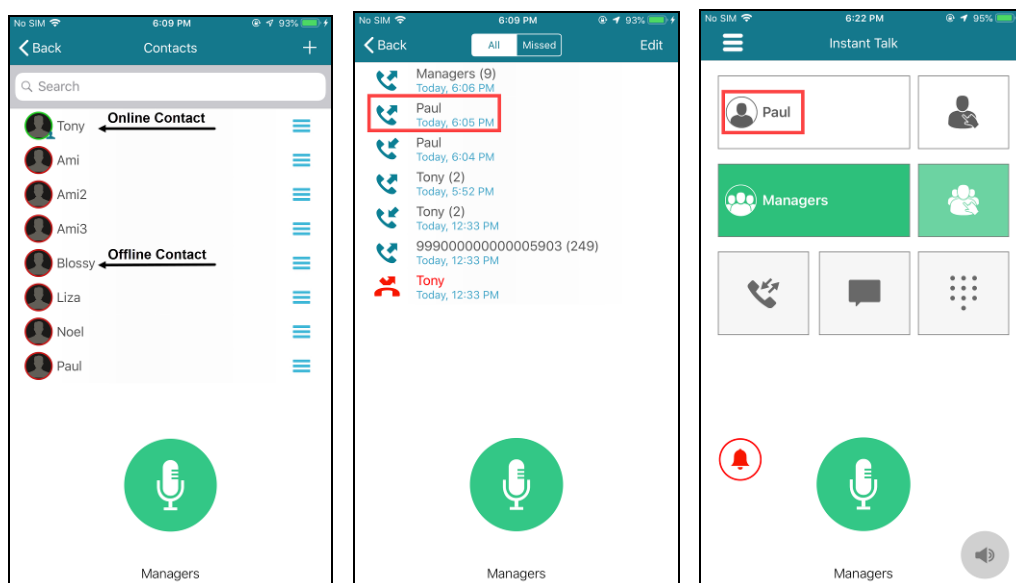 No SIM 6:09 PM 93%
Back Contacts +
Search
Tony Online Contact
Ami
Ami2
Ami3
Blossy Offline Contact
Liza
Noel
Paul
Managers
No SIM 6:09 PM 93%
Back All Missed Edit
Managers (9)
Today, 6:06 PM
Paul
Today, 6:05 PM
Paul
Today, 6:04 PM
Tony (2)
Today, 5:52 PM
Tony (2)
Today, 12:33 PM
999000000000005903 (249)
Today, 12:33 PM
Tony
Today, 12:33 PM
Managers
No SIM 6:22 PM 95%
Instant Talk
Paul
Managers
Managers